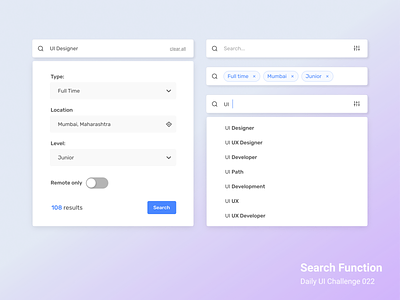 UI Designer
clear all
Type:
Full Time
Location
Mumbai, Maharashtra
Level:
Junior
Remote only
108 results
Search
Search...
Full time ×
Mumbai ×
Junior ×
UI
UI Designer
UI UX Designer
UI Developer
UI Path
UI Development
UI UX
UI UX Developer
Search Function
Daily UI Challenge 022